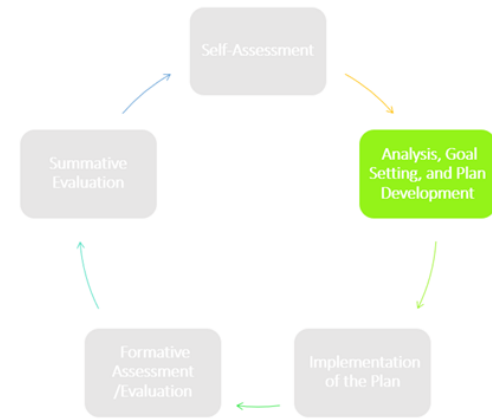 Self-Assessment
Analysis, Goal
Setting, and Plan
Development
Implementation
of the Plan
Formative
Assessment
/Evaluation
Summative
Evaluation